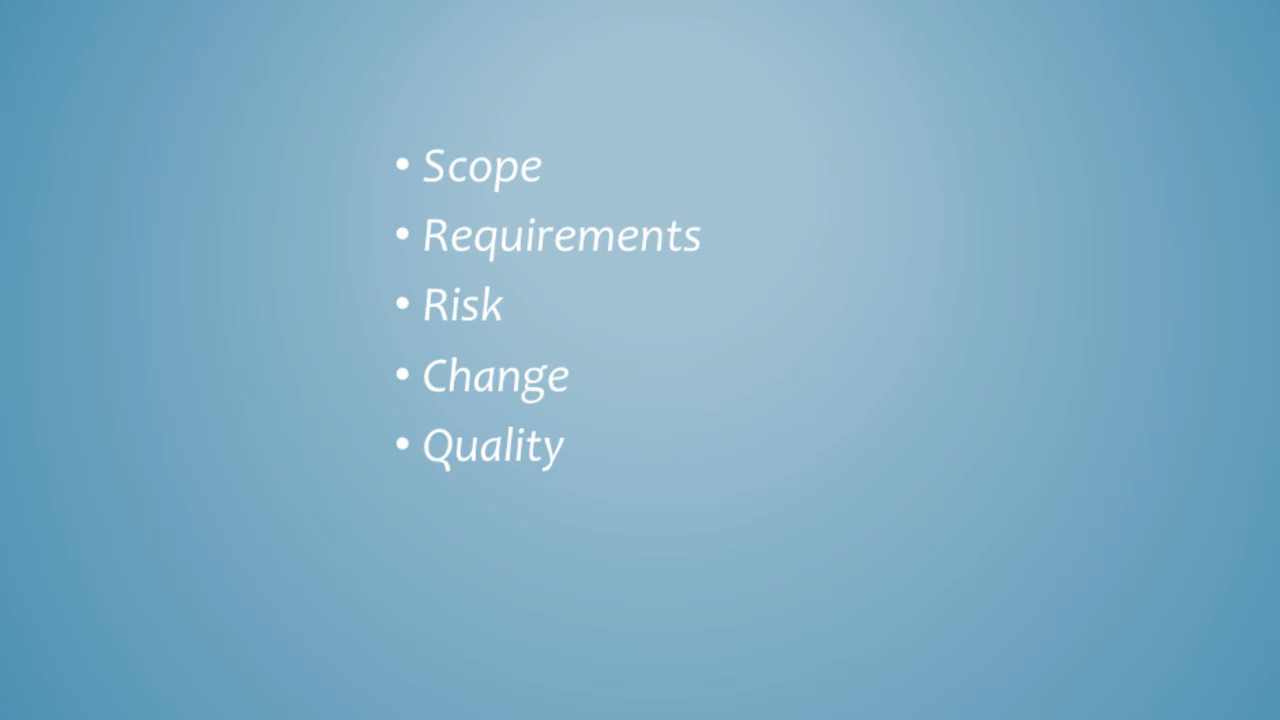 • Scope
• Requirements
• Risk
• Change
• Quality